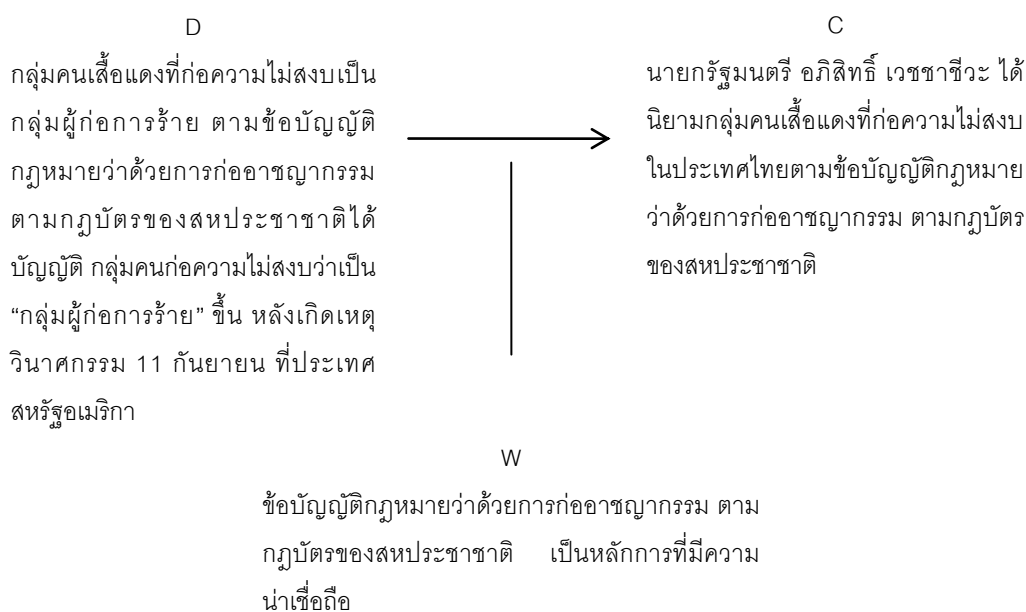 D
กลุ่มคนเสื้อแดงที่ก่อความไม่สงบเป็น
กลุ่มผู้ก่อการร้าย ตามข้อบัญญัติ
กฎหมายว่าด้วยการก่ออาชญากรรม
ตามกฎบัตรของสหประชาชาติได้
บัญญัติ กลุ่มคนก่อความไม่สงบว่าเป็น
“กลุ่มผู้ก่อการร้าย” ขึ้น หลังเกิดเหตุ
วินาศกรรม 11 กันยายน ที่ประเทศ
สหรัฐอเมริกา
C
นายกรัฐมนตรี อภิสิทธิ์ เวชชาชีวะ ได้
นิยามกลุ่มคนเสื้อแดงที่ก่อความไม่สงบ
ในประเทศไทยตามข้อบัญญัติกฎหมาย
ว่าด้วยการก่ออาชญากรรม ตามกฎบัตร
ของสหประชาชาติ
W
ข้อบัญญัติกฎหมายว่าด้วยการก่ออาชญากรรม ตาม
กฎบัตรของสหประชาชาติ เป็นหลักการที่มีความ
น่าเชื่อถือ